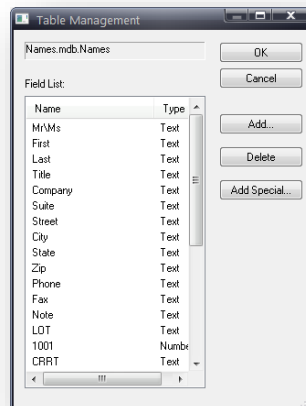 Table Management
Names.mdb.Names
OK
Cancel
Field List:
Name Type
Mr\Ms Text
First Text
Last Text
Title Text
Company Text
Suite Text
Street Text
City Text
State Text
Zip Text
Phone Text
Fax Text
Note Text
LOT Text
1001 Numbe
CRRT Text
Add...
Delete
Add Special...